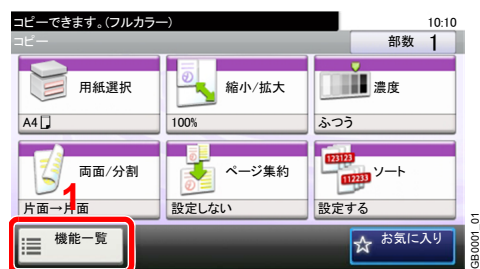 コピーできます。(フルカラー)
10:10
コピー
部数 1
用紙選択
A4
縮小/拡大
100%
濃度
ふつう
両面/分割
片面→片面
1
ページ集約
設定しない
123123
112233
ソート
設定する
機能一覧
お気に入り
GB0001_01